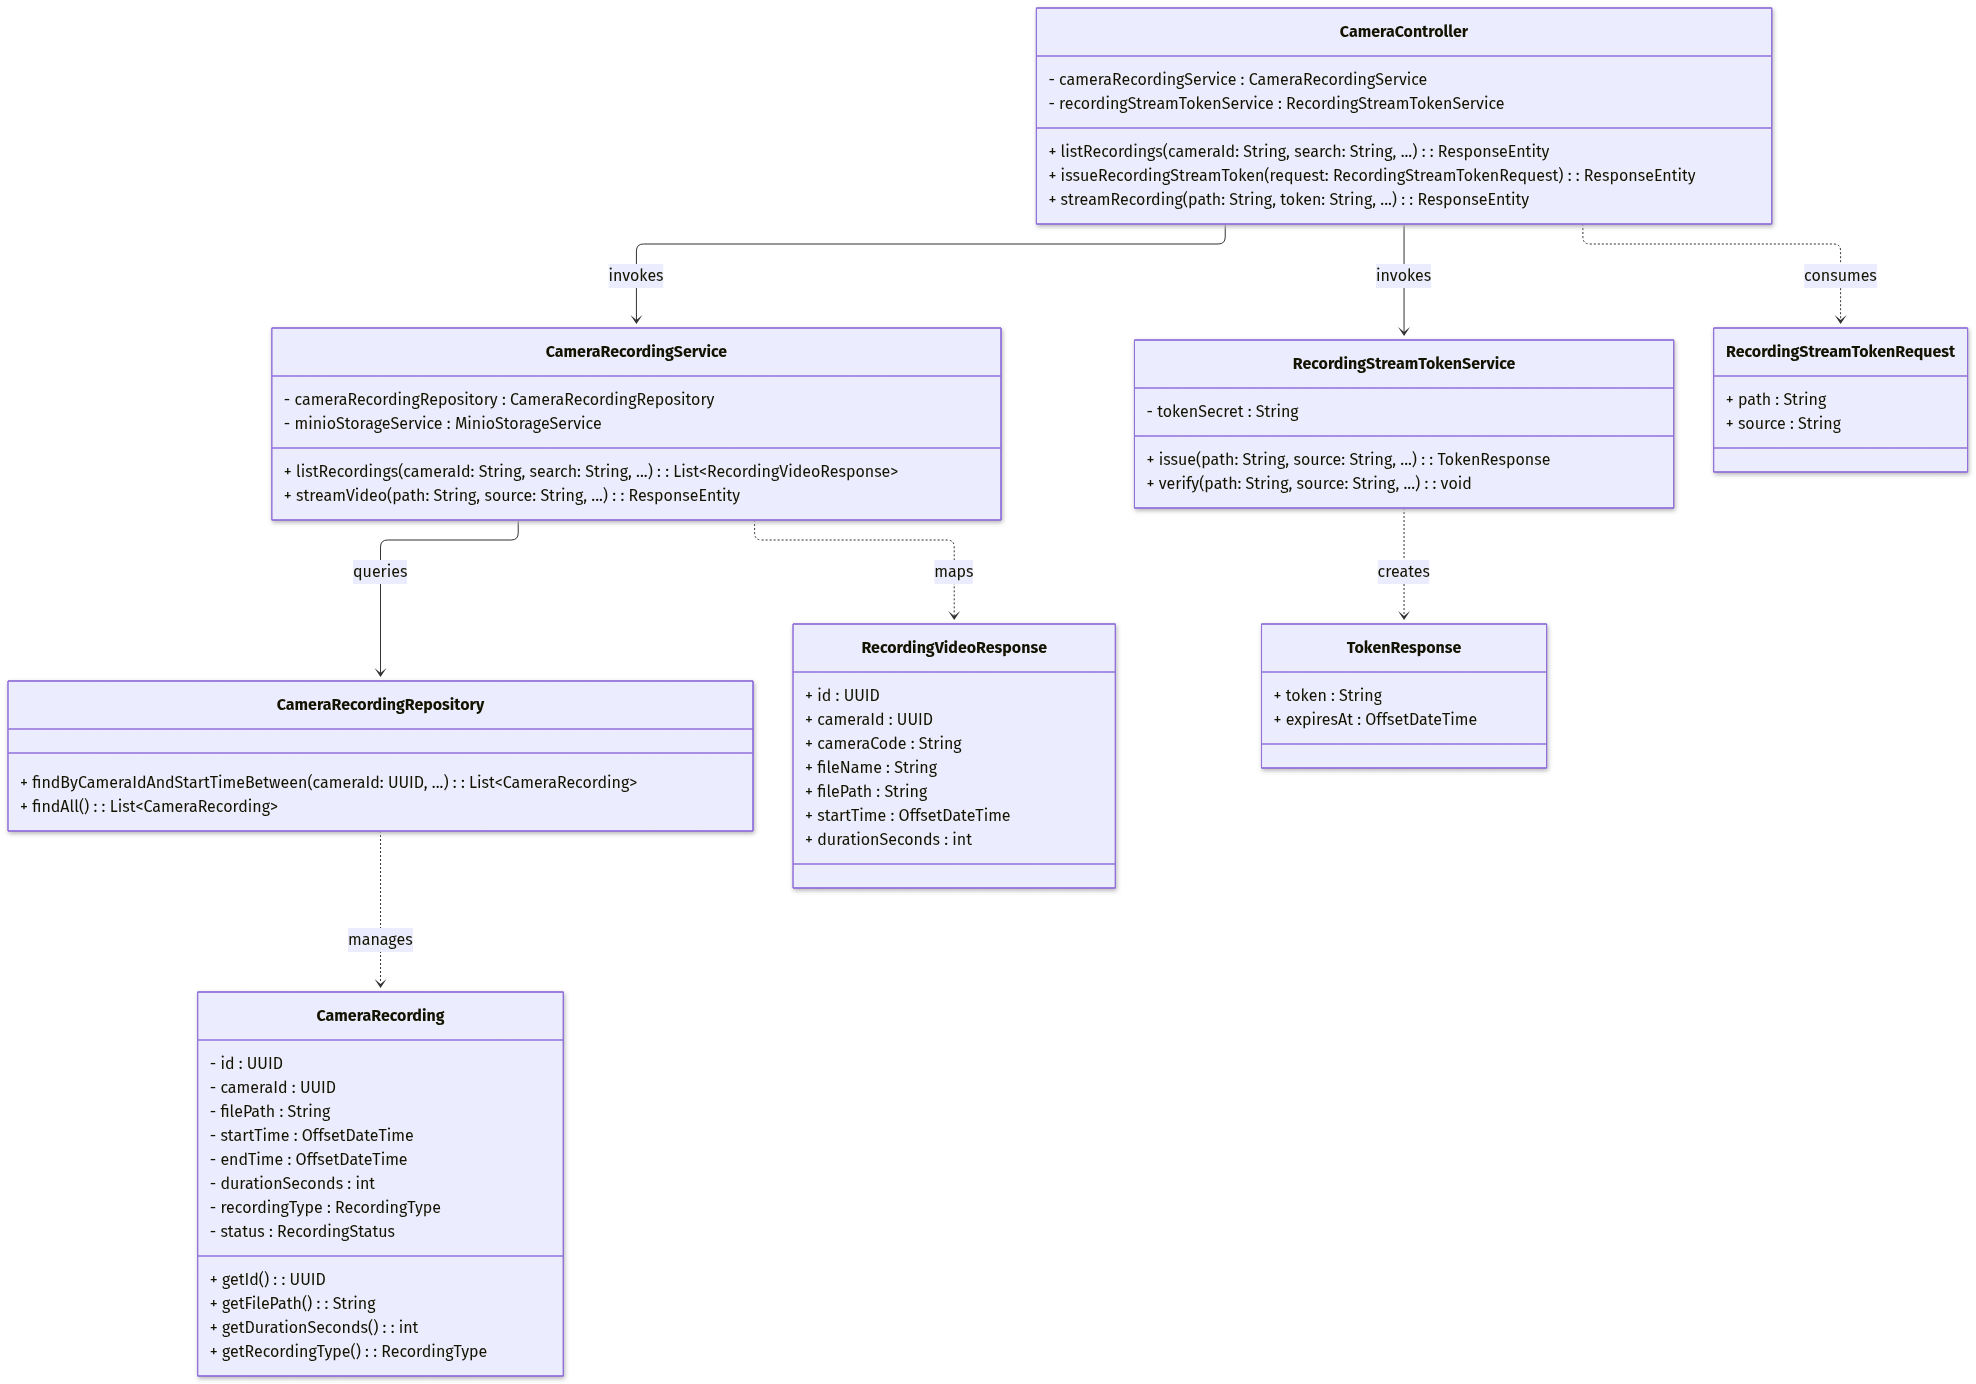 CameraController
- cameraRecordingService : CameraRecordingService
- recordingStreamTokenService : RecordingStreamTokenService
+ listRecordings(cameraId: String, search: String, ...) : : ResponseEntity
+ issueRecordingStreamToken(request: RecordingStreamTokenRequest) : : ResponseEntity
+ streamRecording(path: String, token: String, ...) : : ResponseEntity
invokes
invokes
consumes
CameraRecordingService
- cameraRecordingRepository : CameraRecordingRepository
- minioStorageService : MinioStorageService
+ listRecordings(cameraId: String, search: String, ...) : : List<RecordingVideoResponse>
+ streamVideo(path: String, source: String, ...) : : ResponseEntity
RecordingStreamTokenService
- tokenSecret : String
+ issue(path: String, source: String, ...) : : TokenResponse
+ verify(path: String, source: String, ...) : : void
RecordingStreamTokenRequest
+ path : String
+ source : String
queries
maps
creates
CameraRecordingRepository
+ findByCameraIdAndStartTimeBetween(cameraId: UUID, ...) : : List<CameraRecording>
+ findAll() : : List<CameraRecording>
RecordingVideoResponse
+ id : UUID
+ cameraId : UUID
+ cameraCode : String
+ fileName : String
+ filePath : String
+ startTime : OffsetDateTime
+ durationSeconds : int
TokenResponse
+ token : String
+ expiresAt : OffsetDateTime
manages
CameraRecording
- id : UUID
- cameraId : UUID
- filePath : String
- startTime : OffsetDateTime
- endTime : OffsetDateTime
- durationSeconds : int
- recordingType : RecordingType
- status : RecordingStatus
+ getId() : : UUID
+ getFilePath() : : String
+ getDurationSeconds() : : int
+ getRecordingType() : : RecordingType